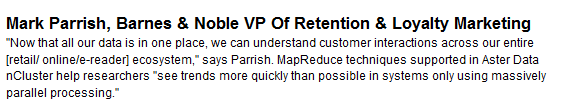 Mark Parrish, Barnes & Noble VP Of Retention & Loyalty Marketing
"Now that all our data is in one place, we can understand customer interactions across our entire
[retail/ online/e-reader] ecosystem," says Parrish. MapReduce techniques supported in Aster Data
nCluster help researchers "see trends more quickly than possible in systems only using massively
parallel processing."